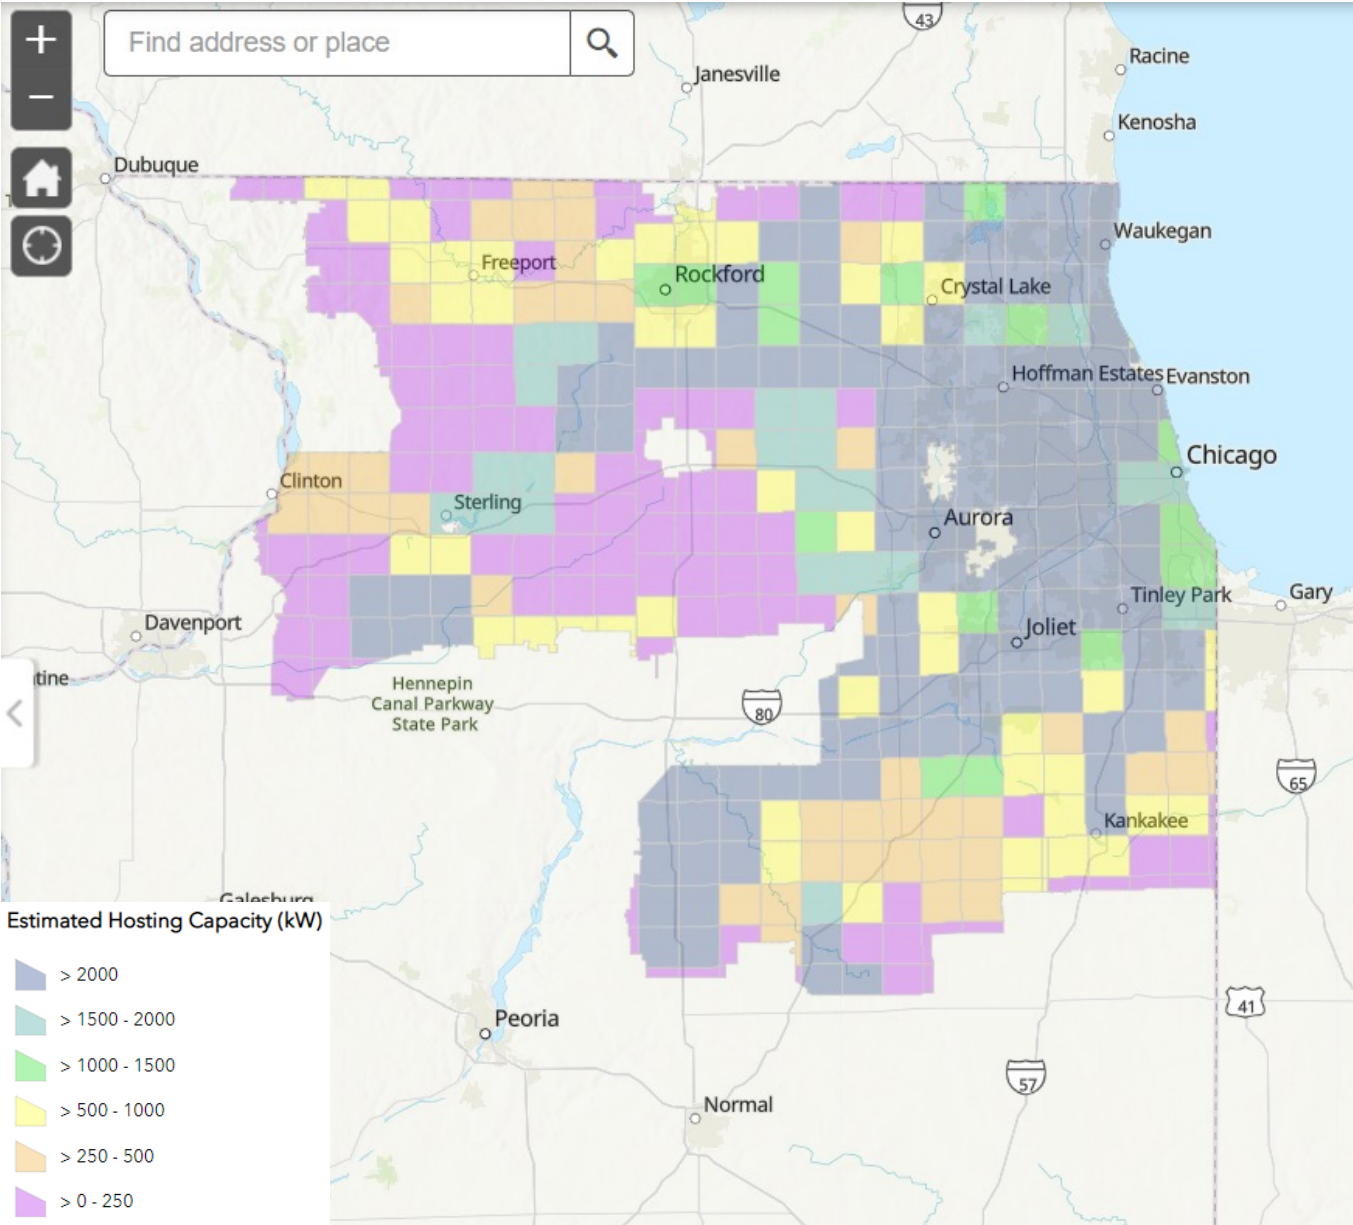 +
Find address or place
−
43
Racine
Janesville
Kenosha
Dubuque
Waukegan
Freeport
Rockford
Crystal Lake
Hoffman Estates
Evanston
Chicago
Clinton
Sterling
Aurora
Gary
Tinley Park
Davenport
Joliet
tine
Hennepin
Canal Parkway
State Park
80
65
Kankakee
Galesburg
Estimated Hosting Capacity (kW)
> 2000
> 1500 - 2000
> 1000 - 1500
> 500 - 1000
> 250 - 500
> 0 - 250
41
Peoria
57
Normal